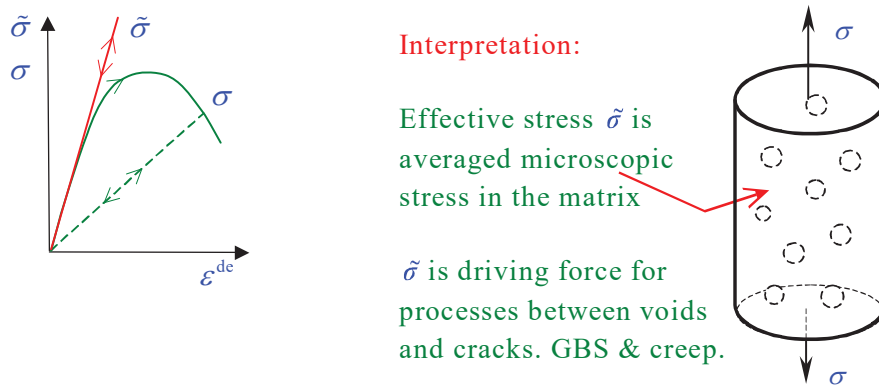 σ̃
σ
σ̃
σ
ε^de
Interpretation:
Effective stress σ̃ is
averaged microscopic
stress in the matrix
σ̃ is driving force for
processes between voids
and cracks. GBS & creep.
σ
σ